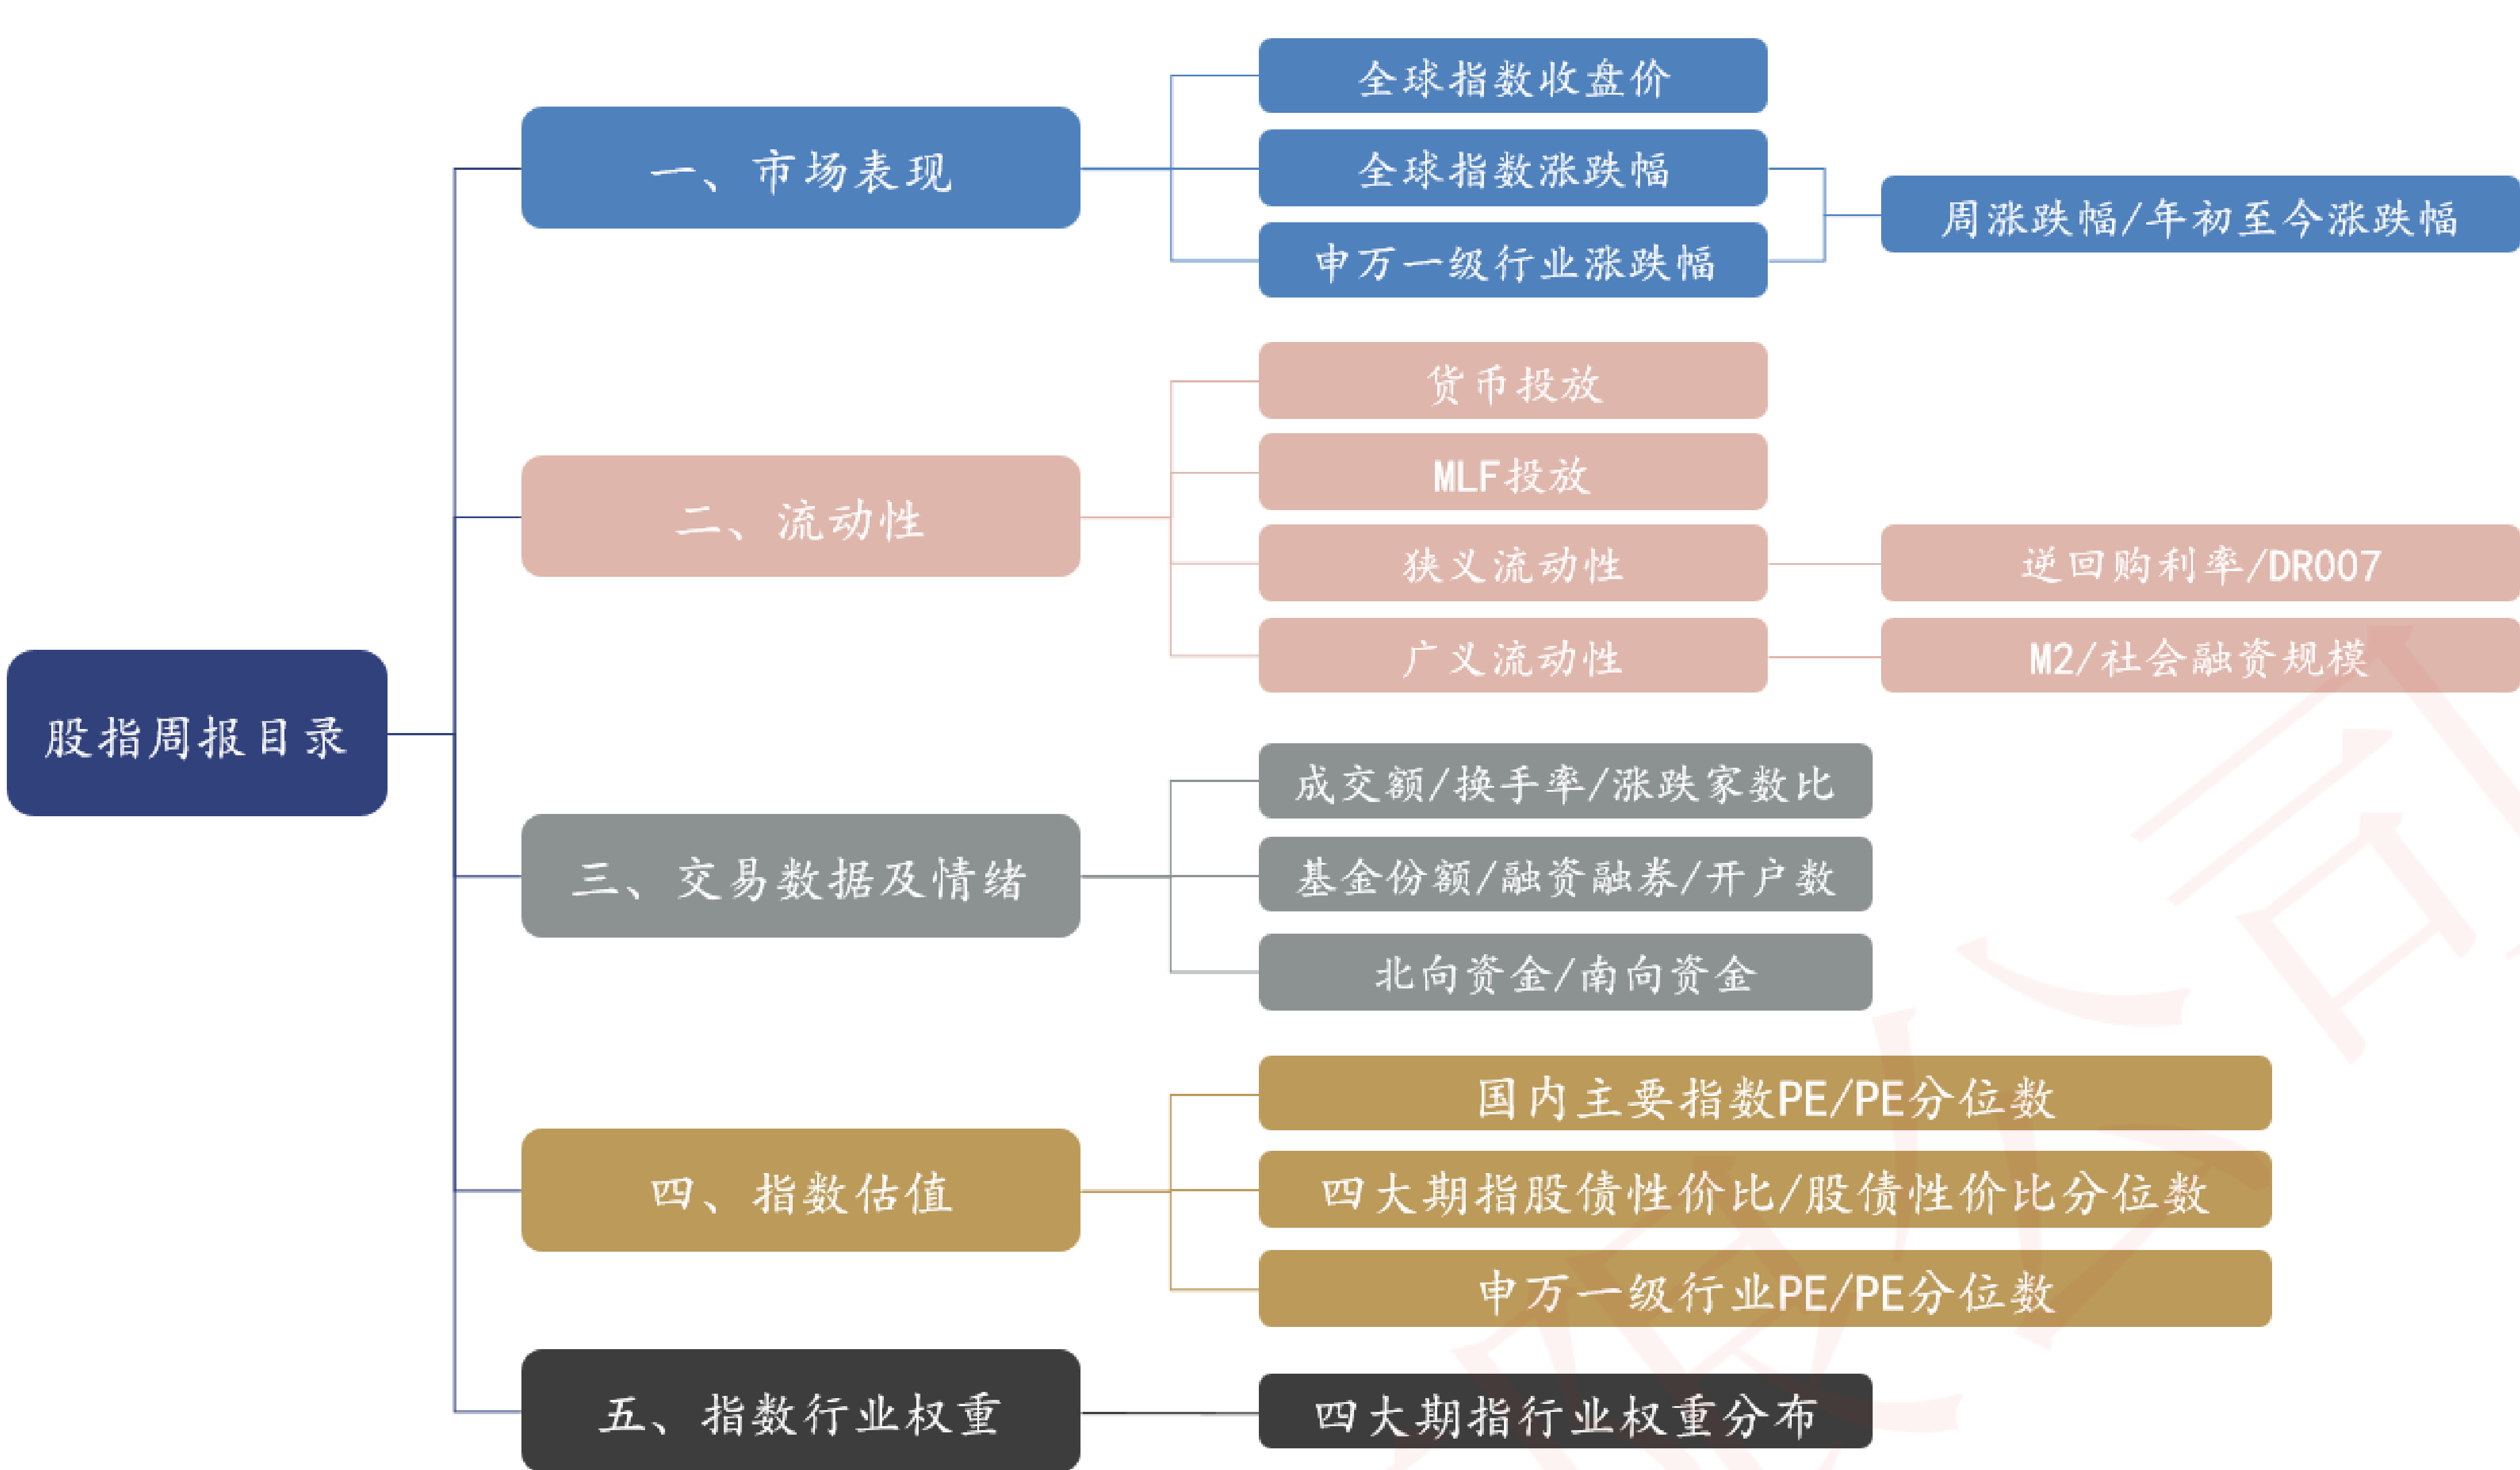 股指周报目录
一、市场表现
全球指数收盘价
全球指数涨跌幅
申万一级行业涨跌幅
周涨跌幅/年初至今涨跌幅
二、流动性
货币投放
MLF投放
狭义流动性
逆回购利率/DR007
广义流动性
M2/社会融资规模
三、交易数据及情绪
成交额/换手率/涨跌家数比
基金份额/融资融券/开户数
北向资金/南向资金
四、指数估值
国内主要指数PE/PE分位数
四大期指股债性价比/股债性价比分位数
申万一级行业PE/PE分位数
五、指数行业权重
四大期指行业权重分布